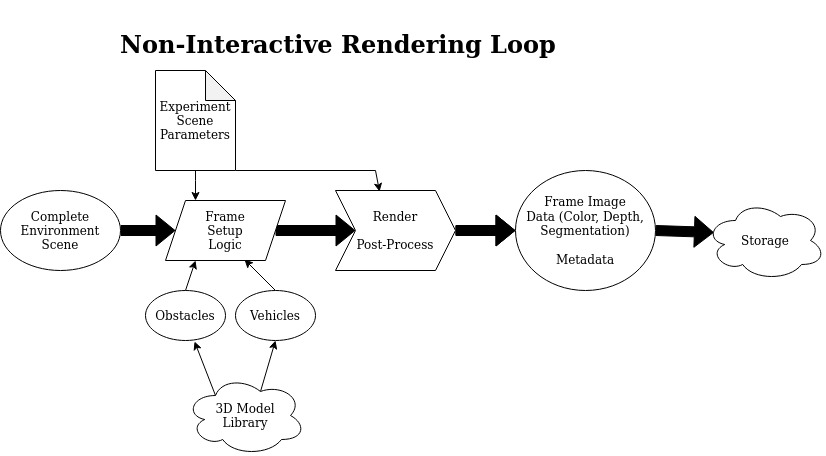 Non-Interactive Rendering Loop
Experiment
Scene
Parameters
Complete
Environment
Scene
Frame
Setup
Logic
Render
Post-Process
Frame Image
Data (Color, Depth,
Segmentation)
Metadata
Storage
Obstacles
Vehicles
3D Model
Library